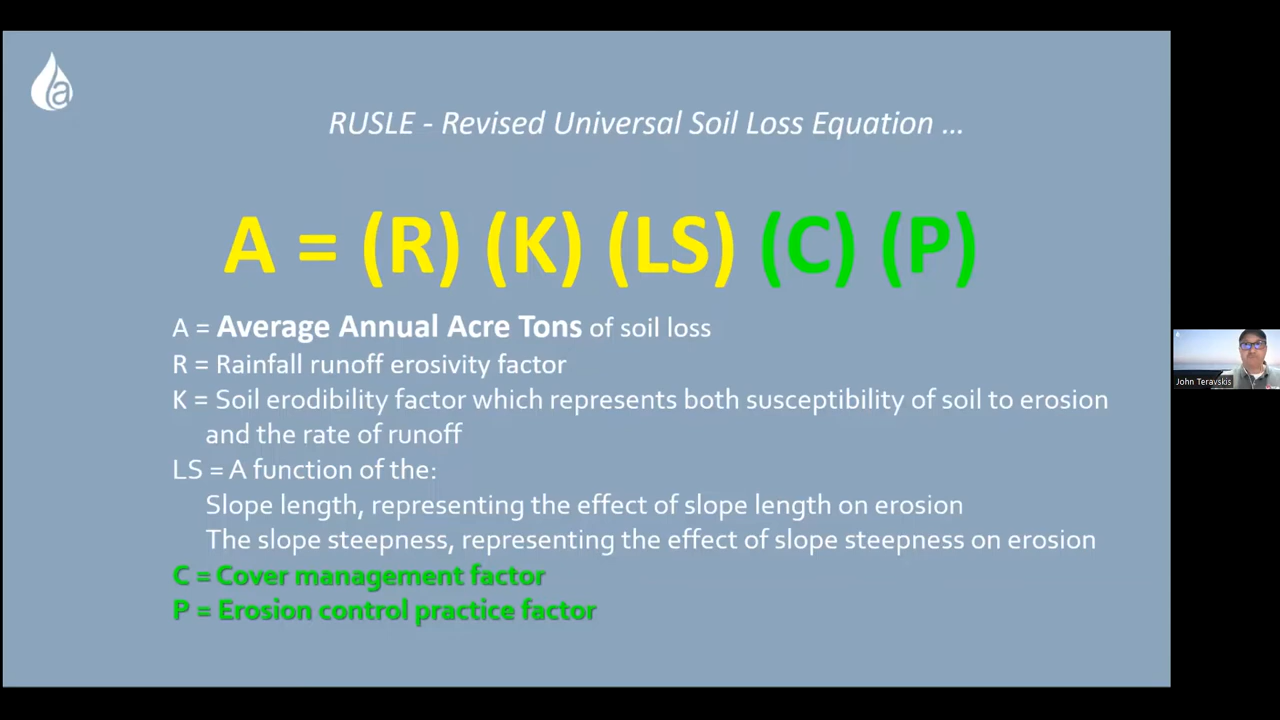 a
RUSLE - Revised Universal Soil Loss Equation ...
A = (R) (K) (LS) (C) (P)
A = Average Annual Acre Tons of soil loss
R = Rainfall runoff erosivity factor
K = Soil erodibility factor which represents both susceptibility of soil to erosion
and the rate of runoff
LS = A function of the:
Slope length, representing the effect of slope length on erosion
The slope steepness, representing the effect of slope steepness on erosion
C = Cover management factor
P = Erosion control practice factor
John Teravskis